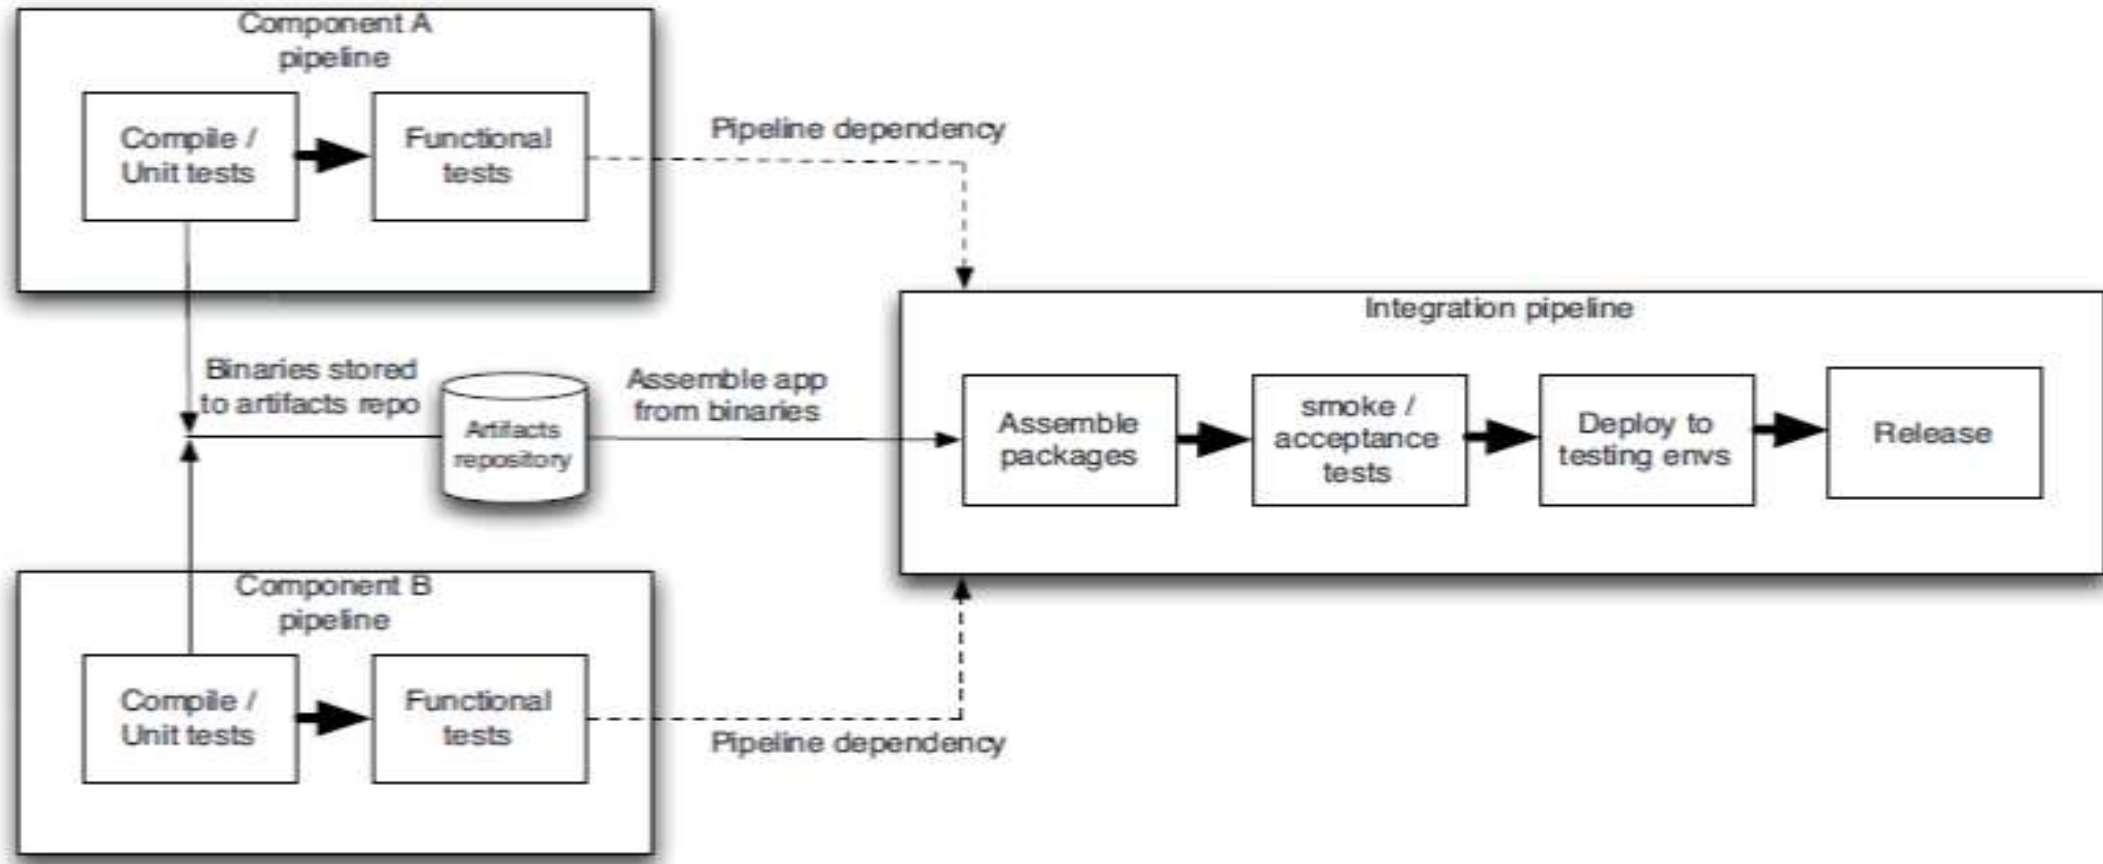 Component A
pipeline
Compile /
Unit tests
Functional
tests
Pipeline dependency
Binaries stored
to artifacts repo
Artifacts
repository
Assemble app
from binaries
Integration pipeline
Assemble
packages
smoke /
acceptance
tests
Deploy to
testing envs
Release
Component B
pipeline
Compile /
Unit tests
Functional
tests
Pipeline dependency